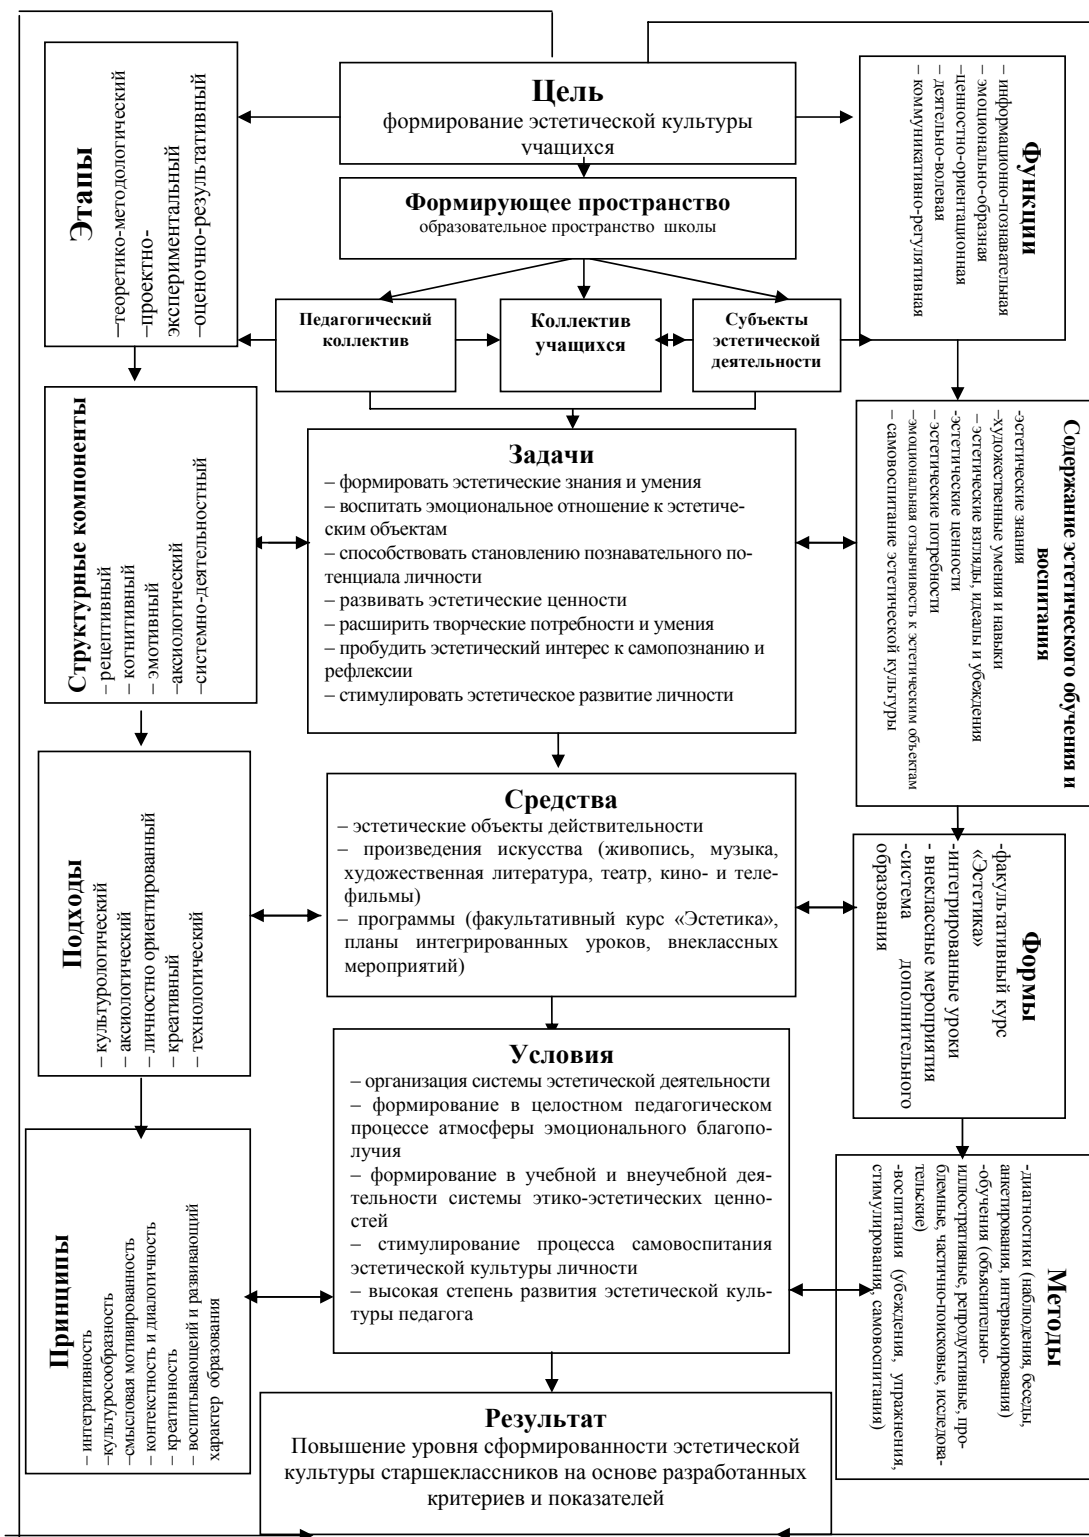 Цель
формирование эстетической культуры
учащихся
Формирующее пространство
образовательное пространство школы
Педагогический
коллектив
Коллектив
учащихся
Субъекты
эстетической
деятельности
Задачи
– формировать эстетические знания и умения
– воспитать эмоциональное отношение к эстетиче-
ским объектам
– способствовать становлению познавательного по-
тенциала личности
– развивать эстетические ценности
– расширить творческие потребности и умения
– пробудить эстетический интерес к самопознанию и
рефлексии
– стимулировать эстетическое развитие личности
Средства
– эстетические объекты действительности
– произведения искусства (живопись, музыка,
художественная литература, театр, кино- и теле-
фильмы)
– программы (факультативный курс «Эстетика»,
планы интегрированных уроков, внеклассных
мероприятий)
Условия
– организация системы эстетической деятельности
– формирование в целостном педагогическом
процессе атмосферы эмоционального благопо-
лучия
– формирование в учебной и внеучебной дея-
тельности системы этико-эстетических ценно-
стей
– стимулирование процесса самовоспитания
эстетической культуры личности
– высокая степень развития эстетической куль-
туры педагога
Результат
Повышение уровня сформированности эстетической
культуры старшеклассников на основе разработанных
критериев и показателей
Этапы
–теоретико-методологический
–проектно-
экспериментальный
–оценочно-результативный
Структурные компоненты
– рецептивный
– когнитивный
– эмотивный
–аксиологический
–системно-деятельностный
Подходы
– культурологический
– аксиологический
– личностно ориентированный
– креативный
– технологический
Принципы
– интегративность
–культуросообразность
–смысловая мотивированность
– контекстность и диалогичность
– креативность
– воспитывающеий и развивающий
характер образования
Функции
– информационно-познавательная
– эмоционально-образная
–ценностно-ориентационная
– деятельно-волевая
– коммуникативно-регулятивная
Содержание эстетического обучения и
воспитания
-эстетические знания
–художественные умения и навыки
– эстетические взгляды, идеалы и убеждения
-эстетические ценности
– эстетические потребности
– эмоциональная отзывчивость к эстетическим объектам
– самовоспитание эстетической культуры
Формы
-факультативный курс
«Эстетика»
-интегрированные уроки
- внеклассные мероприятия
-система дополнительного
образования
Методы
-диагностики (наблюдения, беседы,
анкетирования, интервьюирования)
-обучения (объяснительно-
иллюстративные, репродуктивные, про-
блемные, частично-поисковые, исследова-
тельские)
-воспитания (убеждения, упражнения,
стимулирования, самовоспитания)